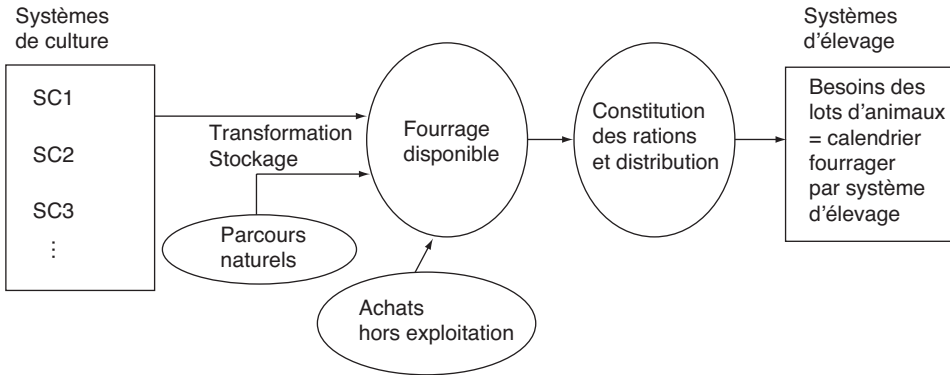 Systèmes
de culture
SC1
SC2
SC3
⋮
Transformation
Stockage
Parcours
naturels
Fourrage
disponible
Achats
hors exploitation
Constitution
des rations
et distribution
Systèmes
d'élevage
Besoins des
lots d'animaux
= calendrier
fourrager
par système
d'élevage